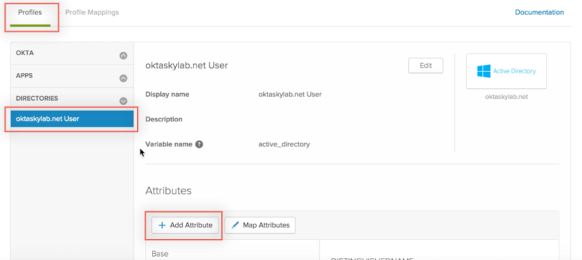 Profiles Profile Mappings Documentation
OKTA
APPS
DIRECTORIES
oktaskylab.net User
oktaskylab.net User Edit
Display name oktaskylab.net User
Description
Variable name ? active_directory
Active Directory
oktaskylab.net
Attributes
+ Add Attribute Map Attributes
Base
DISTINGUISHEDNAME